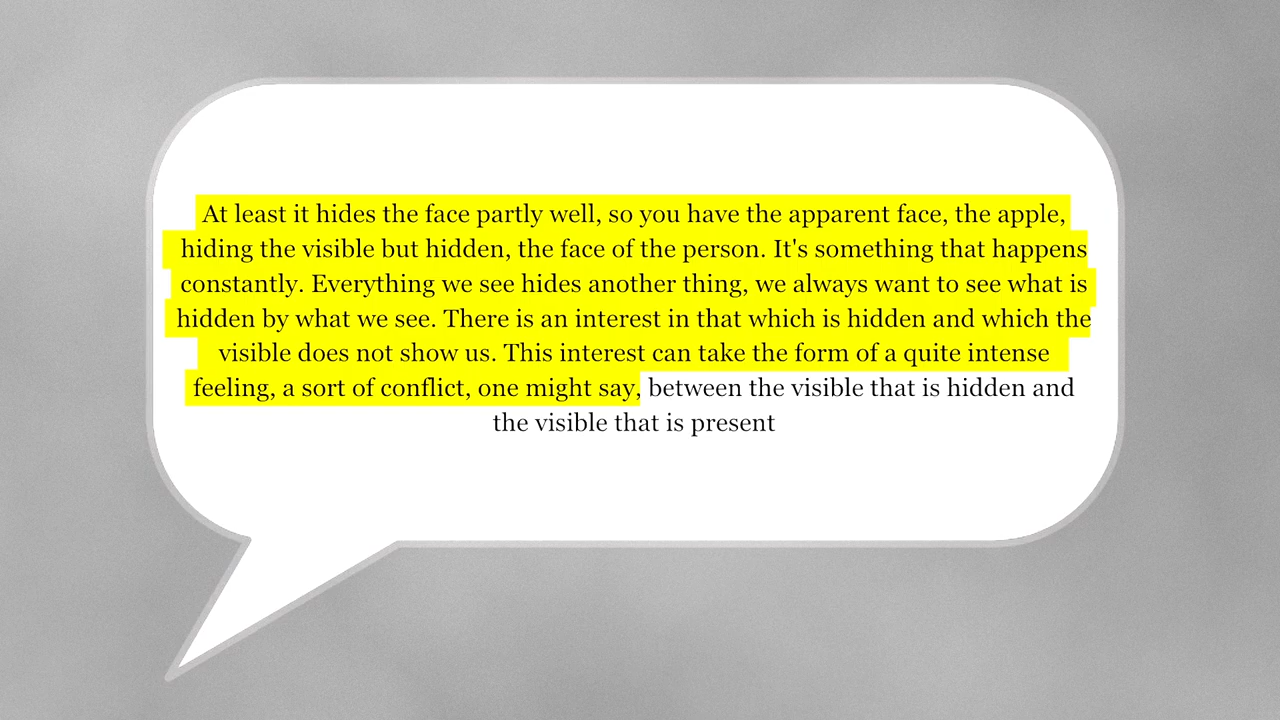 At least it hides the face partly well, so you have the apparent face, the apple,
hiding the visible but hidden, the face of the person. It's something that happens
constantly. Everything we see hides another thing, we always want to see what is
hidden by what we see. There is an interest in that which is hidden and which the
visible does not show us. This interest can take the form of a quite intense
feeling, a sort of conflict, one might say, between the visible that is hidden and
the visible that is present